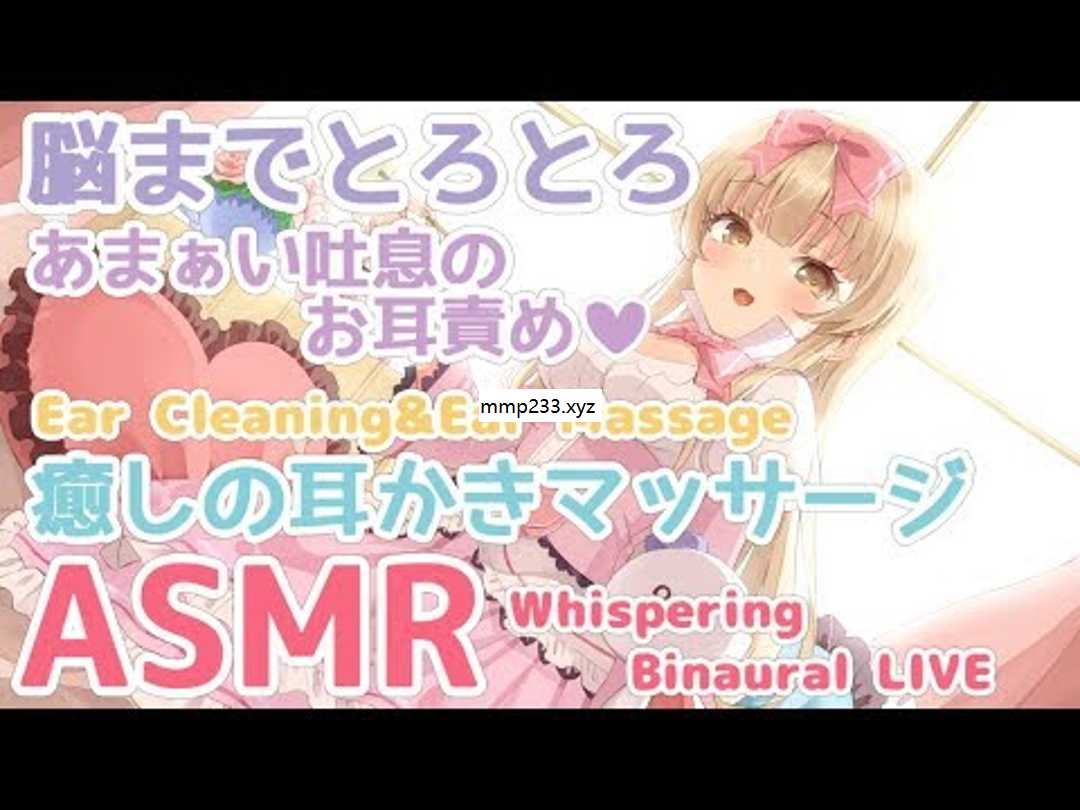 脳までとろとろ
あまぁい吐息の
お耳責め♥
Ear Cleaning&Ear Massage
mmp233.xyz
癒しの耳かきマッサージ
ASMR
Whispering
Binaural LIVE